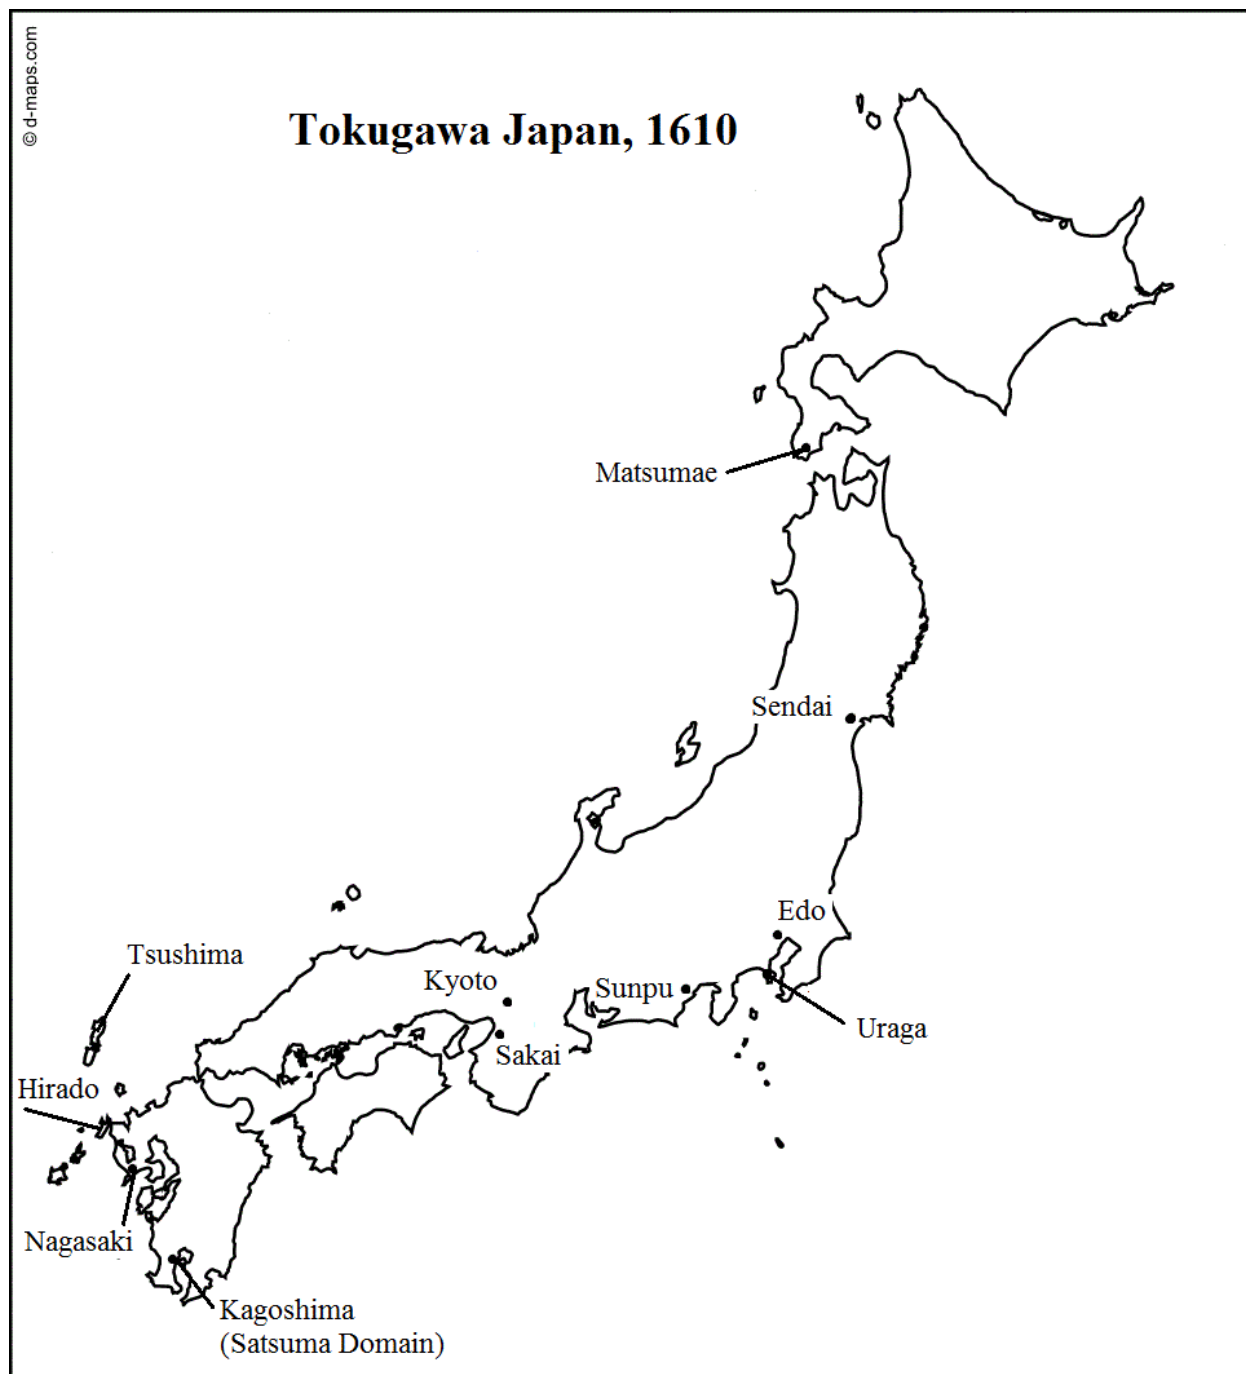 © d-maps.com
Tokugawa Japan, 1610
Matsumae
Sendai
Edo
Tsushima
Kyoto
Sunpu
Uraga
Sakai
Hirado
Nagasaki
Kagoshima
(Satsuma Domain)